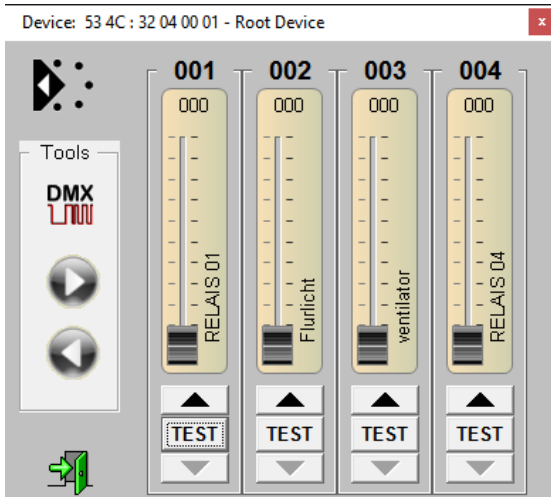 Device: 53 4C : 32 04 00 01 - Root Device
x
001 002 003 004
000 000 000 000
Tools
DMX
RELAIS 01
Flurlicht
ventilator
RELAIS 04
TEST TEST TEST TEST